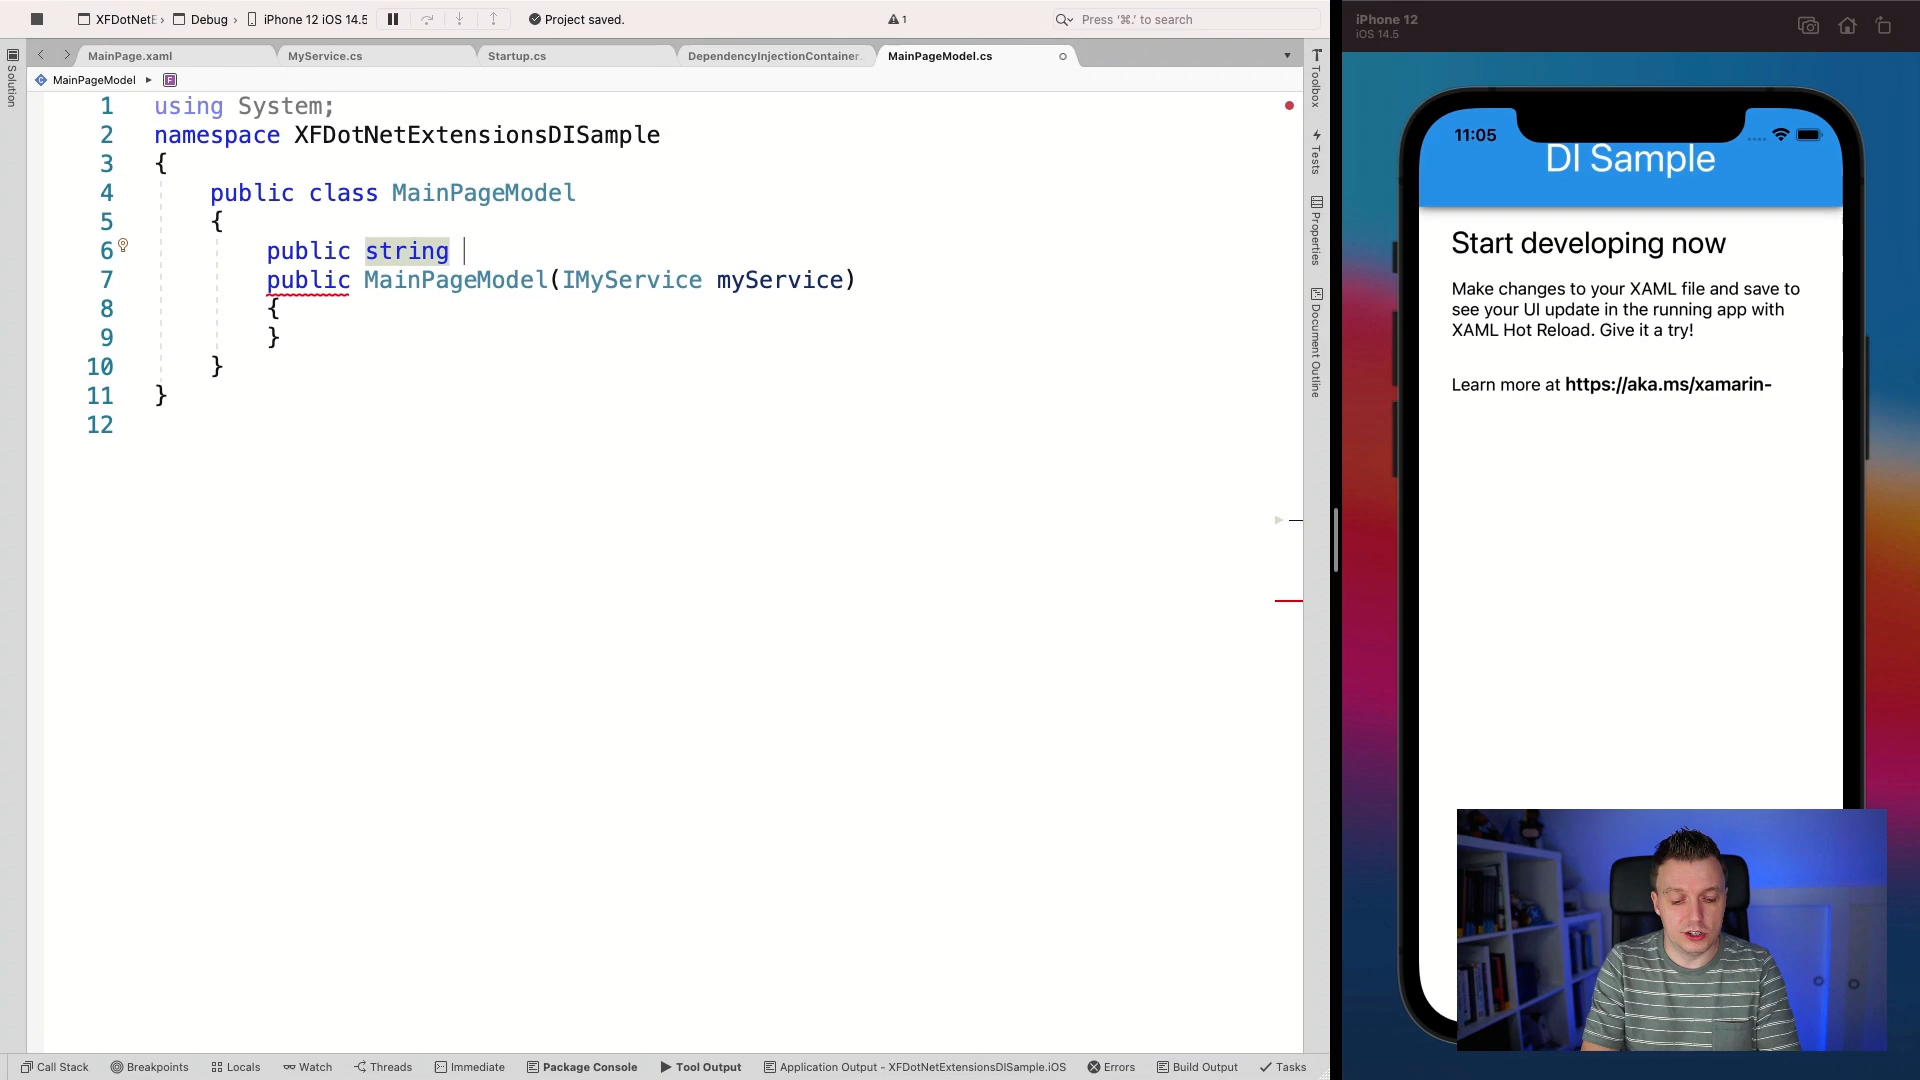 XFDotNetE › Debug › iPhone 12 iOS 14.5
Project saved.
1
Press '⌘.' to search
MainPage.xaml
MyService.cs
Startup.cs
DependencyInjectionContainer.
MainPageModel.cs
MainPageModel
Solution
Toolbox
Tests
Properties
Document Outline
1 using System;
2 namespace XFDotNetExtensionsDISample
3 {
4 public class MainPageModel
5 {
6 public string
7 public MainPageModel(IMyService myService)
8 {
9 }
10 }
11 }
12
Call Stack
Breakpoints
Locals
Watch
Threads
Immediate
Package Console
Tool Output
Application Output - XFDotNetExtensionsDISample.iOS
Errors
Build Output
Tasks
iPhone 12
iOS 14.5
11:05
DI Sample
Start developing now
Make changes to your XAML file and save to
see your UI update in the running app with
XAML Hot Reload. Give it a try!
Learn more at https://aka.ms/xamarin-